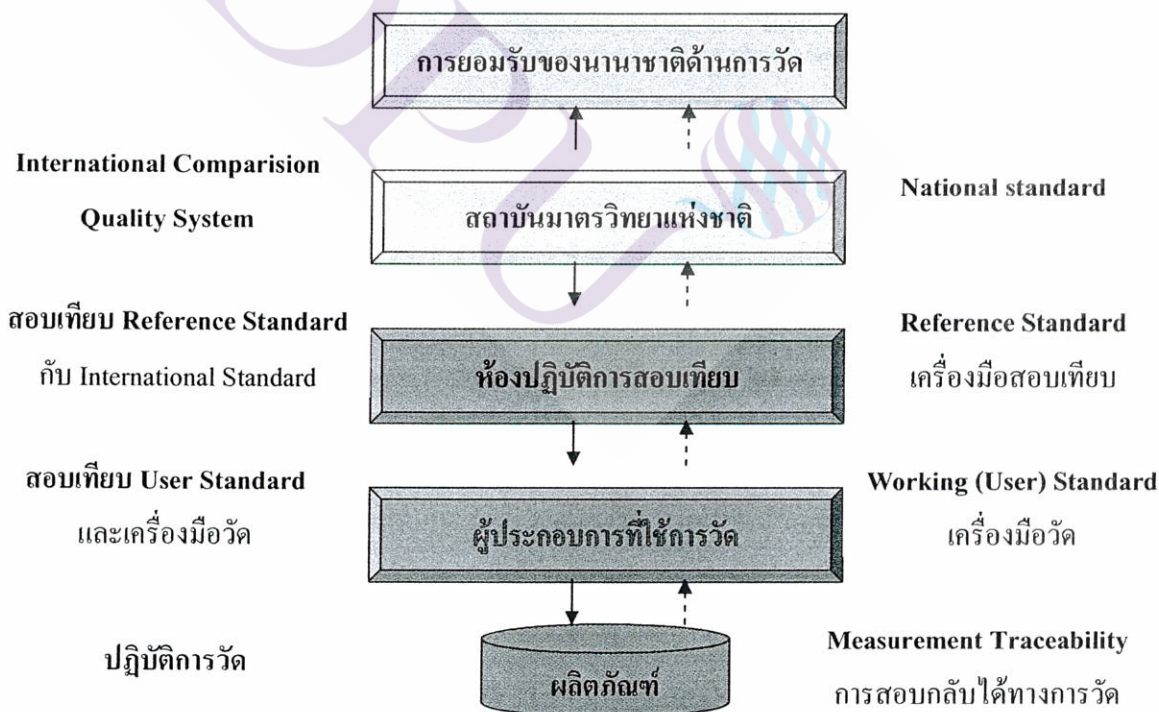 การยอมรับของนานาชาติด้านการวัด
International Comparision
Quality System
สถาบันมาตรวิทยาแห่งชาติ
National standard
สอบเทียบ Reference Standard
กับ International Standard
ห้องปฏิบัติการสอบเทียบ
Reference Standard
เครื่องมือสอบเทียบ
สอบเทียบ User Standard
และเครื่องมือวัด
ผู้ประกอบการที่ใช้การวัด
Working (User) Standard
เครื่องมือวัด
ปฏิบัติการวัด
ผลิตภัณฑ์
Measurement Traceability
การสอบกลับได้ทางการวัด
DPU